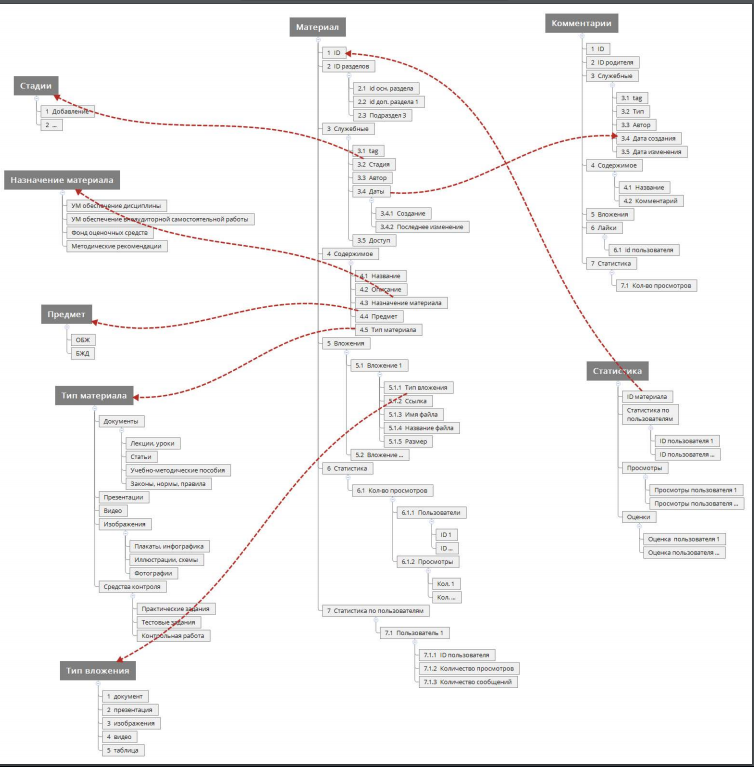 Стадии
1 Добавление
2 ...
Назначение материала
УМ обеспечение дисциплины
УМ обеспечение внеаудиторной самостоятельной работы
Фонд оценочных средств
Методические рекомендации
Предмет
ОБЖ
БЖД
Тип материала
Документы
Лекции, уроки
Статьи
Учебно-методические пособия
Законы, нормы, правила
Презентации
Видео
Изображения
Плакаты, инфографика
Иллюстрации, схемы
Фотографии
Средства контроля
Практические задания
Тестовые задания
Контрольная работа
Тип вложения
1 документ
2 презентация
3 изображения
4 видео
5 таблица
Материал
1 ID
2 ID разделов
2.1 id осн. раздела
2.2 id доп. раздела 1
2.3 Подраздел 3
3 Служебные
3.1 tag
3.2 Стадия
3.3 Автор
3.4 Даты
3.4.1 Создание
3.4.2 Последнее изменение
3.5 Доступ
4 Содержимое
4.1 Название
4.2 Описание
4.3 Назначение материала
4.4 Предмет
4.5 Тип материала
5 Вложения
5.1 Вложение 1
5.1.1 Тип вложения
5.1.2 Ссылка
5.1.3 Имя файла
5.1.4 Название файла
5.1.5 Размер
5.2 Вложение ...
6 Статистика
6.1 Кол-во просмотров
6.1.1 Пользователи
ID 1
ID ...
6.1.2 Просмотры
Кол. 1
Кол. ...
7 Статистика по пользователям
7.1 Пользователь 1
7.1.1 ID пользователя
7.1.2 Количество просмотров
7.1.3 Количество сообщений
Комментарии
1 ID
2 ID родителя
3 Служебные
3.1 tag
3.2 Тип
3.3 Автор
3.4 Дата создания
3.5 Дата изменения
4 Содержимое
4.1 Название
4.2 Комментарий
5 Вложения
6 Лайки
6.1 id пользователя
7 Статистика
7.1 Кол-во просмотров
Статистика
ID материала
Статистика по
пользователям
ID пользователя 1
ID пользователя ...
Просмотры
Просмотры пользователя 1
Просмотры пользователя ...
Оценки
Оценка пользователя 1
Оценка пользователя ...